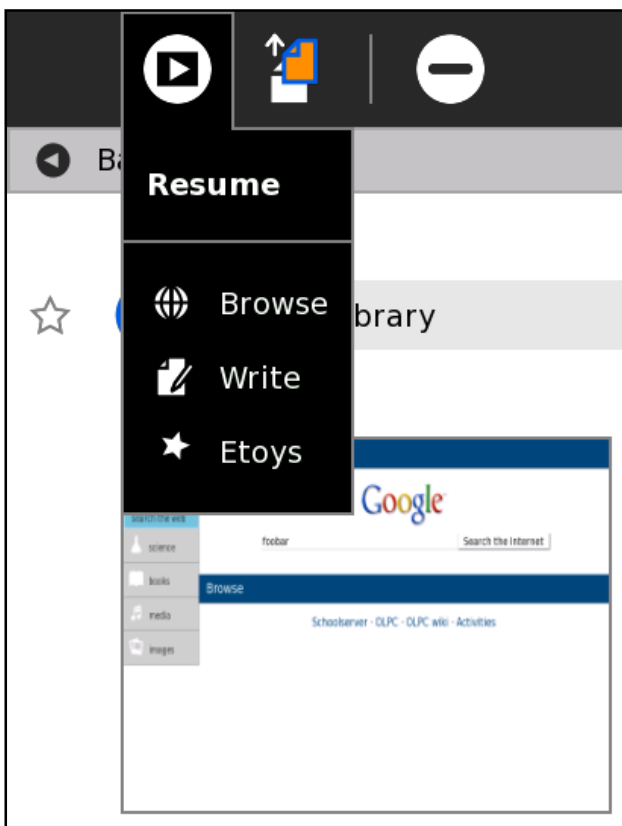 Resume
Browse
Write
Etoys
brary
Search the web
Google
foobar Search the Internet
science
books
Browse
media
Schoolserver - OLPC - OLPC wiki - Activities
images